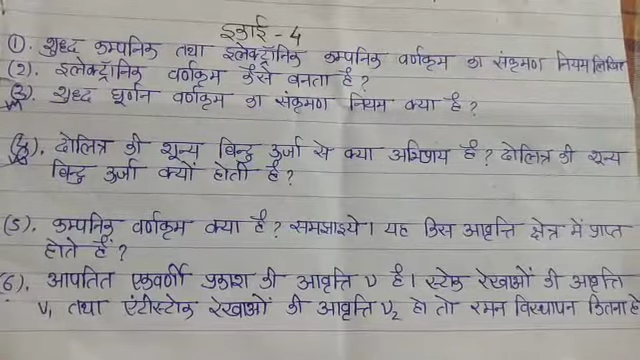 इकाई - 4
(1). शुध्द कम्पनिक तथा इलेक्ट्रॉनिक कम्पनिक वर्णक्रम का संक्रमण नियम लिखिए
(2). इलेक्ट्रॉनिक वर्णक्रम कैसे बनता है?
(3). शुध्द घूर्णन वर्णक्रम का संक्रमण नियम क्या है?
(4). दोलित्र की शून्य बिन्दु ऊर्जा से क्या अभिप्राय है? दोलित्र की शून्य
बिन्दु ऊर्जा क्यों होती है?
(5). कम्पनिक वर्णक्रम क्या है? समझाइये। यह किस आवृत्ति क्षेत्र में प्राप्त
होते हैं?
(6). आपतित एकवर्णी प्रकाश की आवृत्ति ν है। स्टोक रेखाओं की आवृत्ति
ν₁ तथा एंटीस्टोक रेखाओं की आवृत्ति ν₂ हो तो रमन विस्थापन कितना है